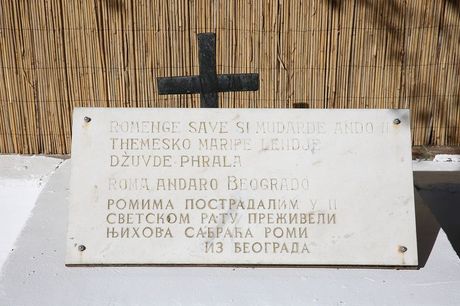 ROMENGE SAVE SI MUDARDE ANDO II
THEMESKO MARIPE LENDJE
DŽUVDE-PHRALA
ROMA ANDARO BEOGRADO
РОМИМА ПОСТРАДАЛИМ У II
СВЕТСКОМ РАТУ ПРЕЖИВЕЛИ
ЊИХОВА САБРАЋА РОМИ
ИЗ БЕОГРАДА